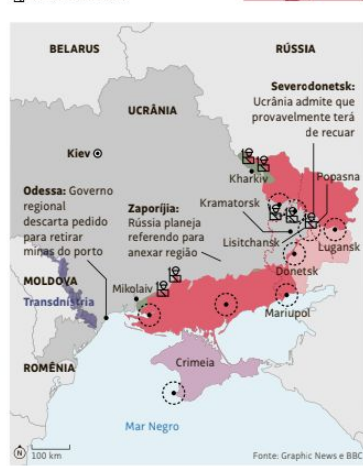 BELARUS
RÚSSIA
Severodonetsk:
Ucrânia admite que
provavelmente terá
de recuar
UCRÂNIA
Kiev
Kharkiv
Popasna
Odessa: Governo
regional
descarta pedido
para retirar
minas do porto
Zaporíjia:
Rússia planeja
referendo para
anexar região
Kramatorsk
Lisitchansk
Lugansk
Donetsk
MOLDOVA
Transdnístria
Mikolaiv
Mariupol
ROMÊNIA
Crimeia
Mar Negro
N
100 km
Fonte: Graphic News e BBC